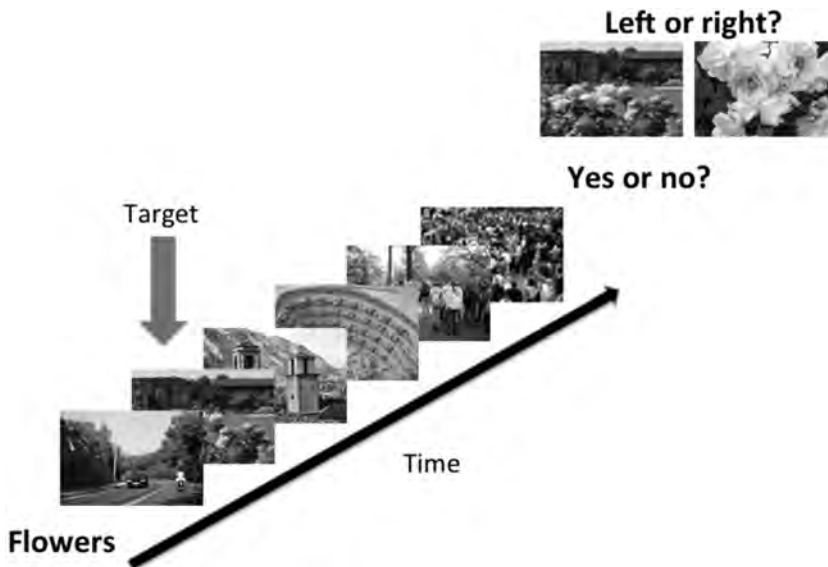 Left or right?
Yes or no?
Target
Time
Flowers